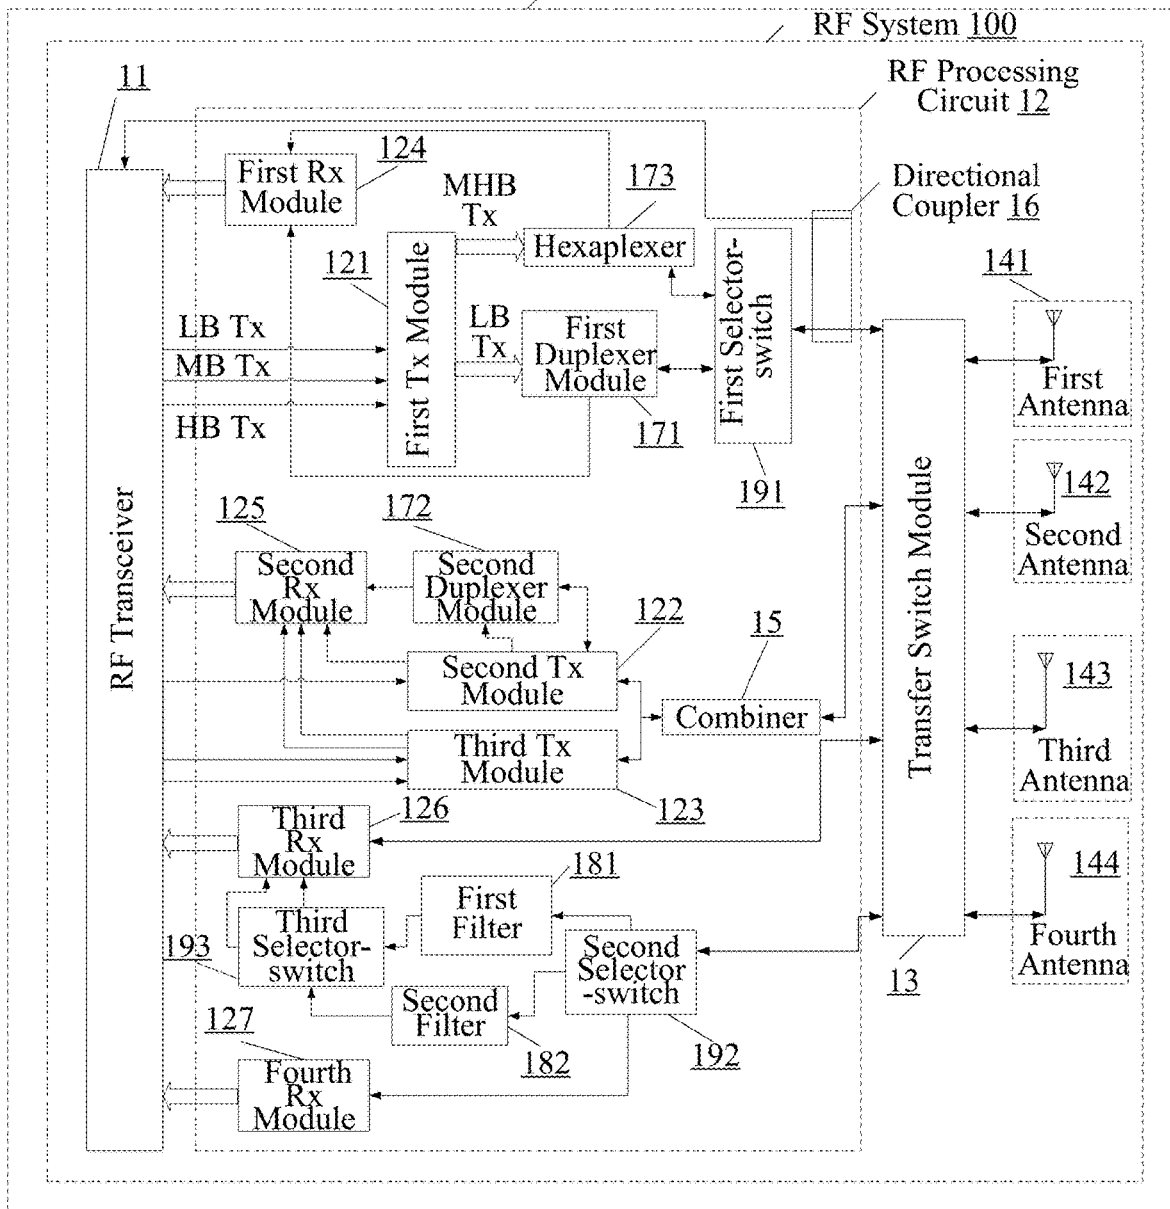 RF System 100
11
RF Processing
Circuit 12
124
First Rx
Module
MHB
Tx
173
Directional
Coupler 16
Hexaplexer
121
First Tx Module
First Selector-
switch
141
LB Tx
LB
Tx
First
Duplexer
Module
MB Tx
First
Antenna
HB Tx
171
191
142
Second
Antenna
RF Transceiver
Transfer Switch Module
125
172
Second
Rx
Module
Second
Duplexer
Module
122
15
Second Tx
Module
143
Combiner
Third Tx
Module
Third
Antenna
123
126
Third
Rx
Module
181
144
First
Filter
Third
Selector-
switch
193
Second
Selector
-switch
Fourth
Antenna
13
Second
Filter
127
182
192
Fourth
Rx
Module